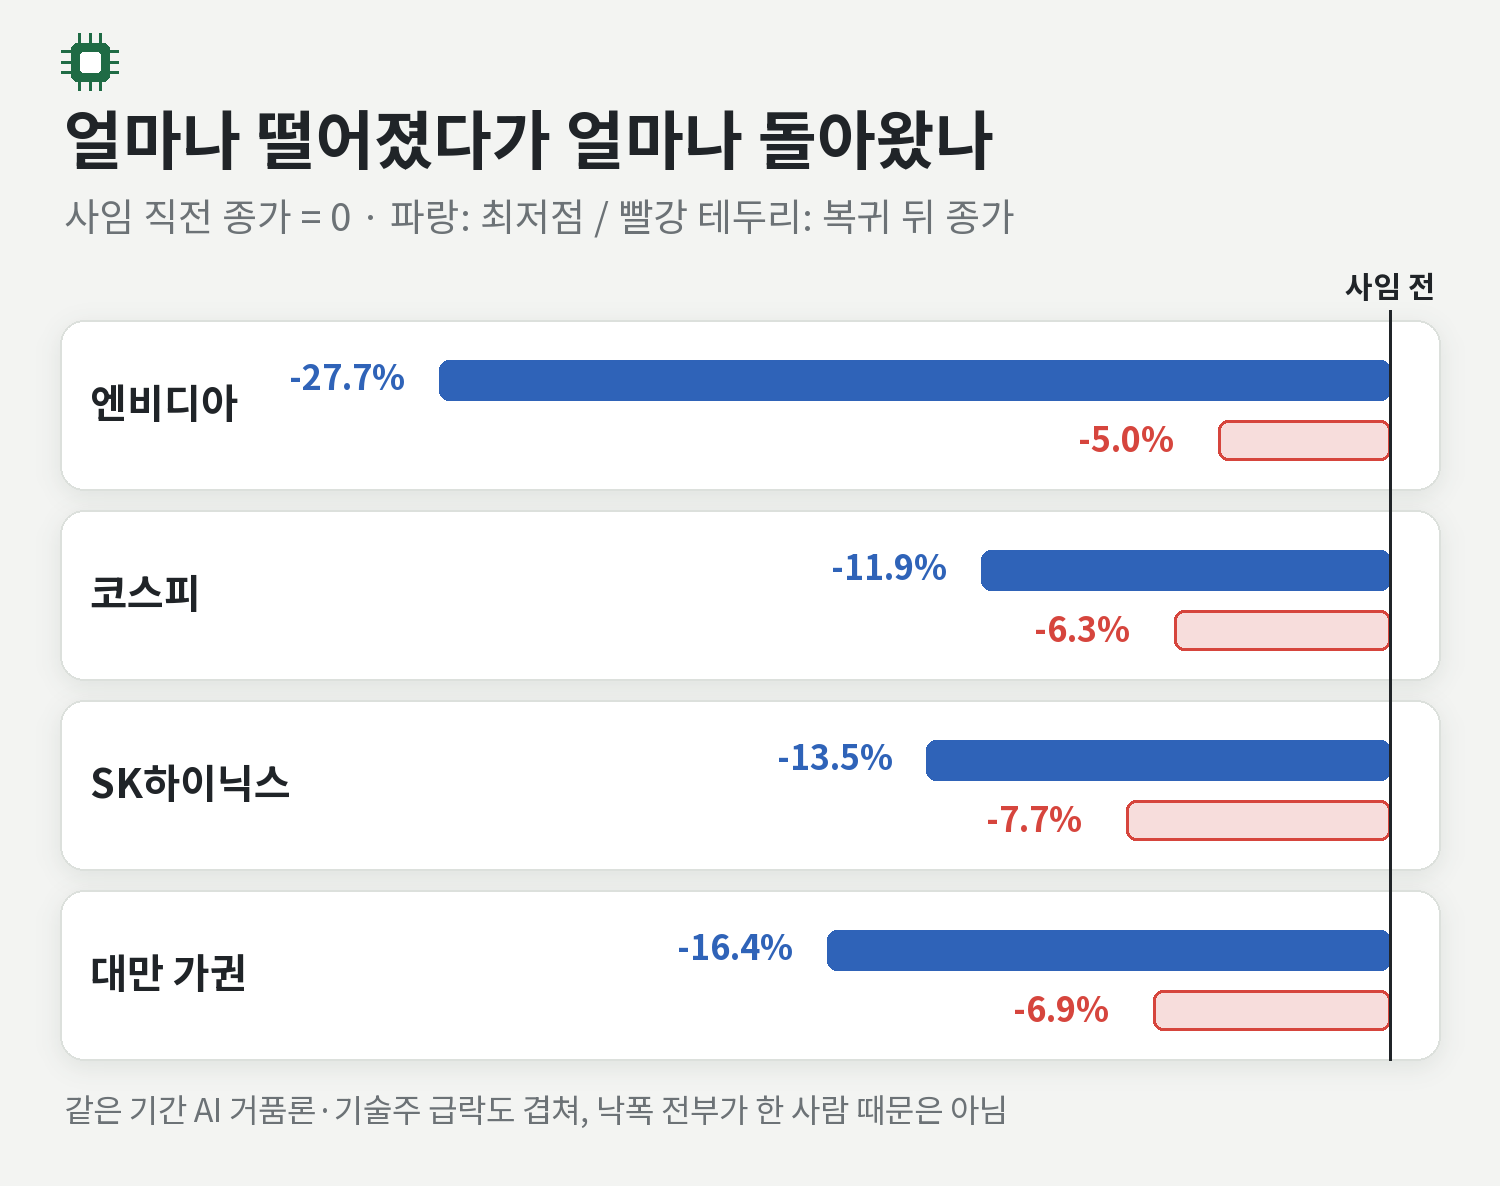 얼마나 떨어졌다가 얼마나 돌아왔나
사임 직전 종가 = 0 · 파랑: 최저점 / 빨강 테두리: 복귀 뒤 종가
사임 전
엔비디아
-27.7%
-5.0%
코스피
-11.9%
-6.3%
SK하이닉스
-13.5%
-7.7%
대만 가권
-16.4%
-6.9%
같은 기간 AI 거품론·기술주 급락도 겹쳐, 낙폭 전부가 한 사람 때문은 아님